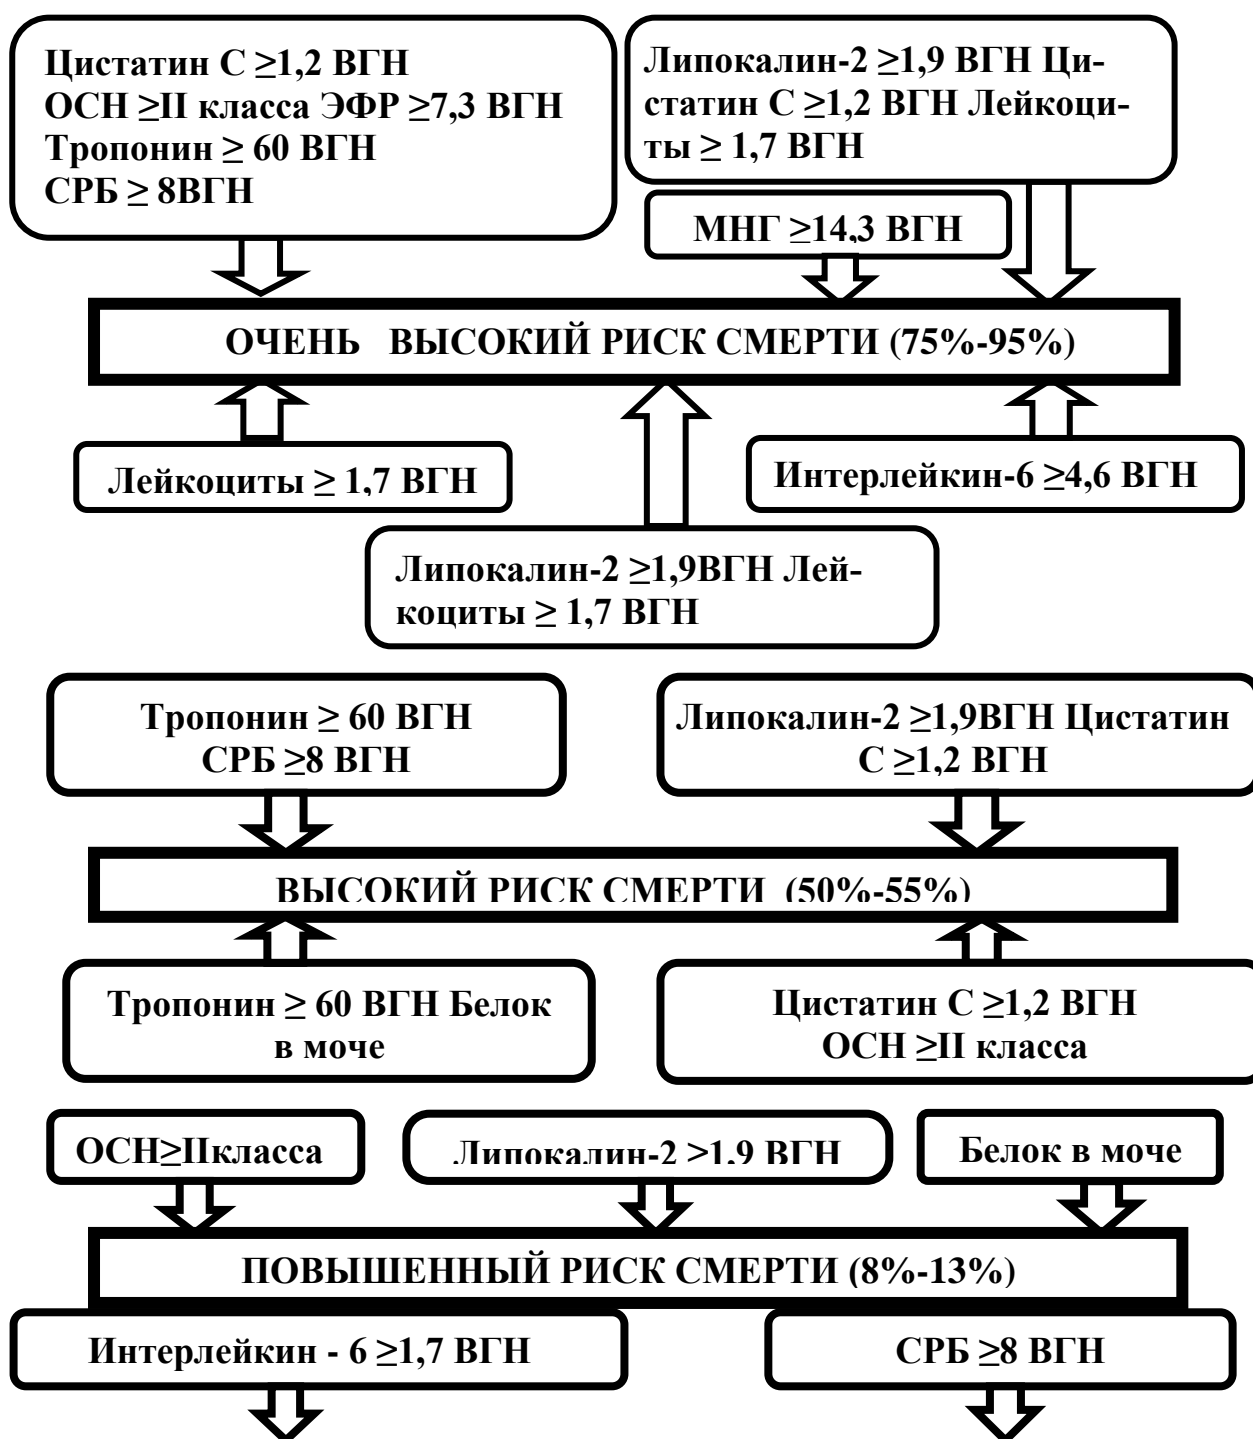 Цистатин С ≥1,2 ВГН
ОСН ≥II класса ЭФР ≥7,3 ВГН
Тропонин ≥ 60 ВГН
СРБ ≥ 8ВГН
Липокалин-2 ≥1,9 ВГН Ци-
статин С ≥1,2 ВГН Лейкоци-
ты ≥ 1,7 ВГН
МНГ ≥14,3 ВГН
ОЧЕНЬ ВЫСОКИЙ РИСК СМЕРТИ (75%-95%)
Лейкоциты ≥ 1,7 ВГН
Интерлейкин-6 ≥4,6 ВГН
Липокалин-2 ≥1,9ВГН Лей-
коциты ≥ 1,7 ВГН
Тропонин ≥ 60 ВГН
СРБ ≥8 ВГН
Липокалин-2 ≥1,9ВГН Цистатин
С ≥1,2 ВГН
ВЫСОКИЙ РИСК СМЕРТИ (50%-55%)
Тропонин ≥ 60 ВГН Белок
в моче
Цистатин С ≥1,2 ВГН
ОСН ≥II класса
ОСН≥IIкласса
Липокалин-2 ≥1,9 ВГН
Белок в моче
ПОВЫШЕННЫЙ РИСК СМЕРТИ (8%-13%)
Интерлейкин - 6 ≥1,7 ВГН
СРБ ≥8 ВГН